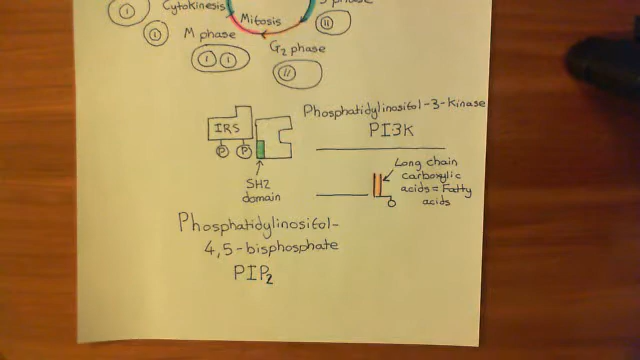 Cytokinesis
S phase
Mitosis
M phase
G2 phase
Phosphatidylinositol-3-kinase
PI3K
IRS
P P
SH2
domain
Long chain
carboxylic
acids = Fatty
acids
Phosphatidylinositol-
4,5-bisphosphate
PIP2